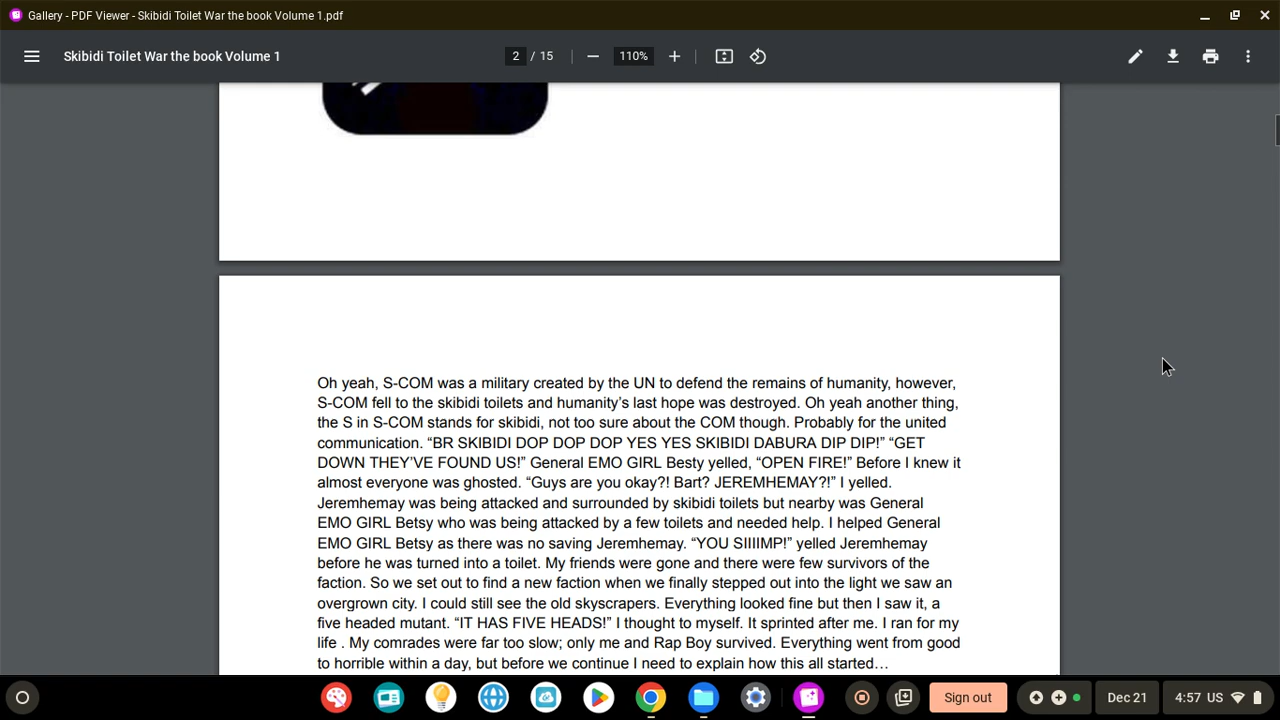 Gallery - PDF Viewer - Skibidi Toilet War the book Volume 1.pdf
Skibidi Toilet War the book Volume 1
2 / 15
110%
Oh yeah, S-COM was a military created by the UN to defend the remains of humanity, however,
S-COM fell to the skibidi toilets and humanity’s last hope was destroyed. Oh yeah another thing,
the S in S-COM stands for skibidi, not too sure about the COM though. Probably for the united
communication. “BR SKIBIDI DOP DOP DOP YES YES SKIBIDI DABURA DIP DIP!” “GET
DOWN THEY’VE FOUND US!” General EMO GIRL Besty yelled, “OPEN FIRE!” Before I knew it
almost everyone was ghosted. “Guys are you okay?! Bart? JEREMHEMAY?!” I yelled.
Jeremhemay was being attacked and surrounded by skibidi toilets but nearby was General
EMO GIRL Betsy who was being attacked by a few toilets and needed help. I helped General
EMO GIRL Betsy as there was no saving Jeremhemay. “YOU SIIIIMP!” yelled Jeremhemay
before he was turned into a toilet. My friends were gone and there were few survivors of the
faction. So we set out to find a new faction when we finally stepped out into the light we saw an
overgrown city. I could still see the old skyscrapers. Everything looked fine but then I saw it, a
five headed mutant. “IT HAS FIVE HEADS!” I thought to myself. It sprinted after me. I ran for my
life . My comrades were far too slow; only me and Rap Boy survived. Everything went from good
to horrible within a day, but before we continue I need to explain how this all started…
Sign out
Dec 21
4:57 US